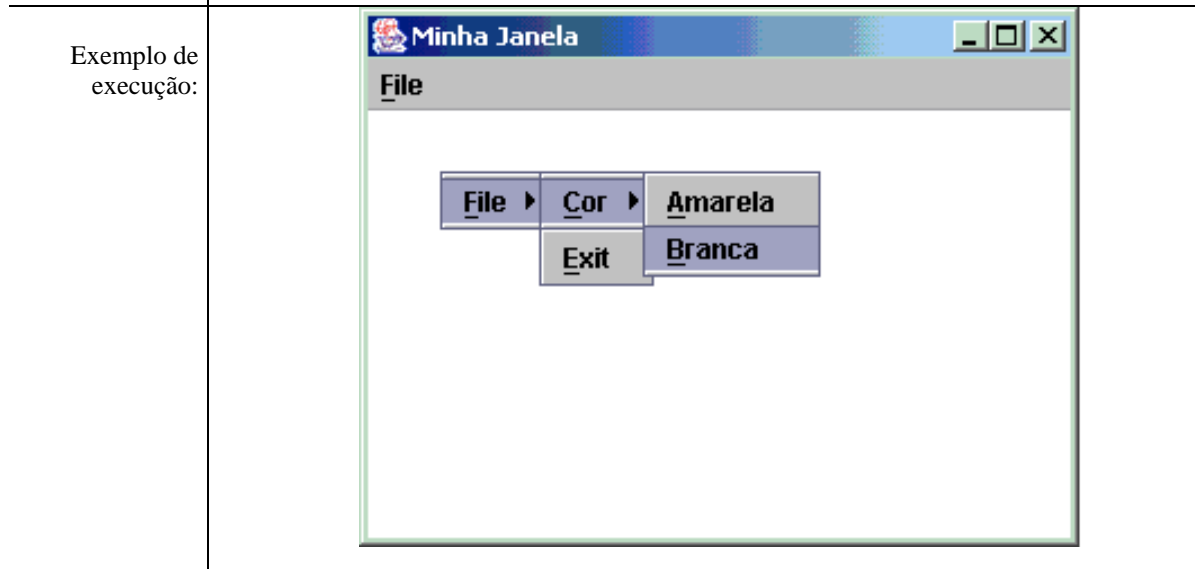 Exemplo de
execução:
Minha Janela
File
File Cor Amarela
Exit Branca